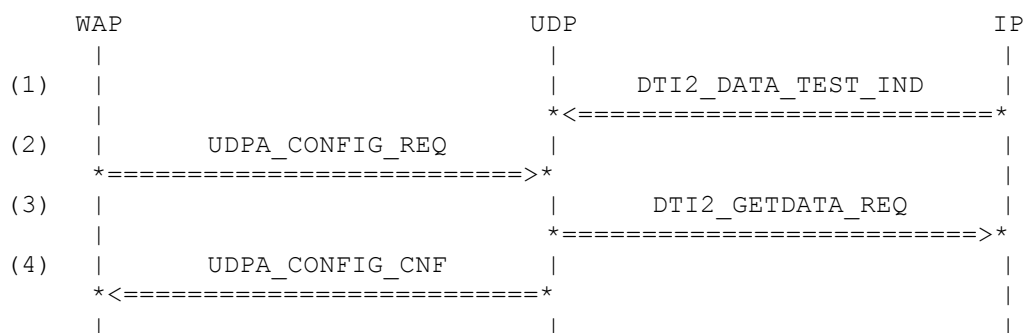 WAP UDP IP
(1) DTI2_DATA_TEST_IND
(2) UDPA_CONFIG_REQ
(3) DTI2_GETDATA_REQ
(4) UDPA_CONFIG_CNF